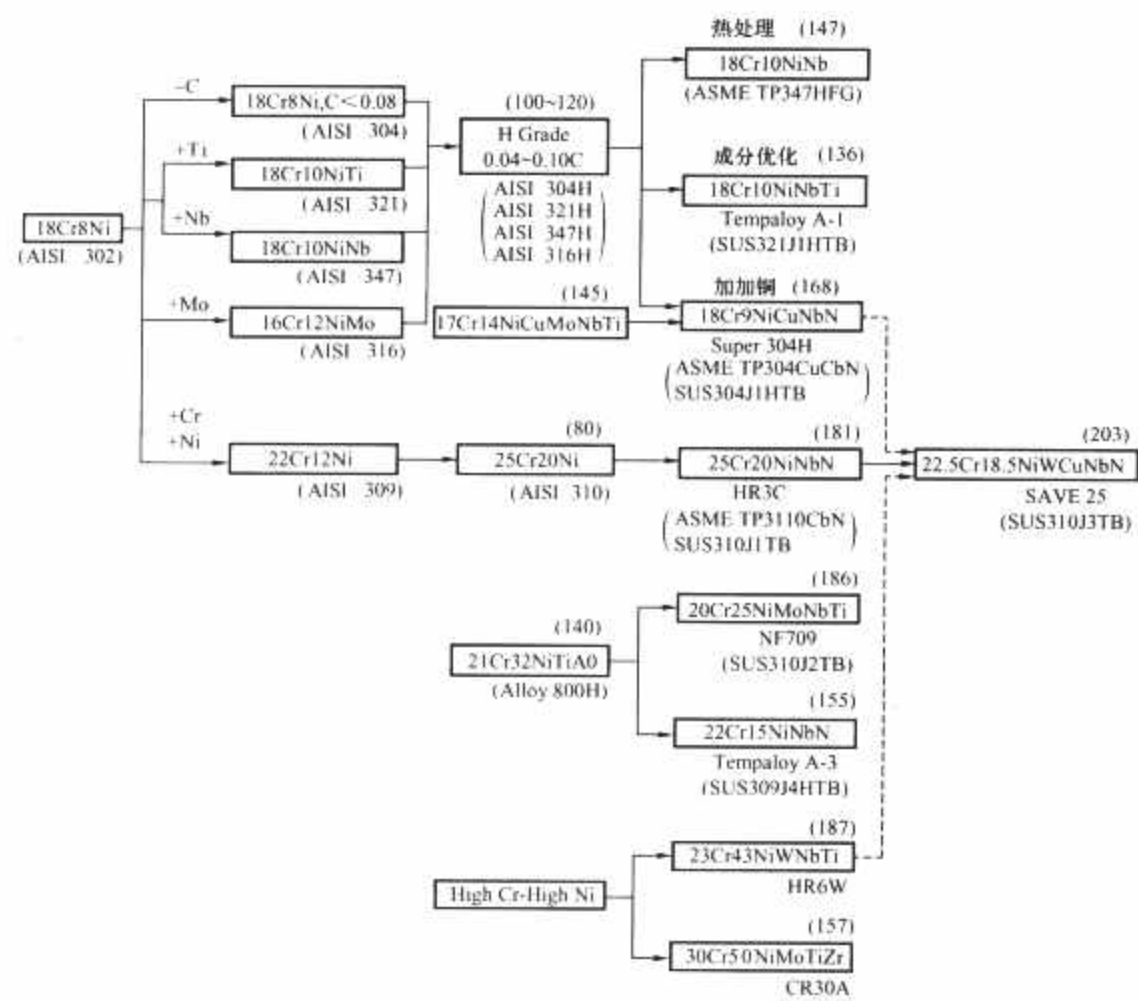 热处理 (147)
18Cr10NiNb
(ASME TP347HFG)
-C
18Cr8Ni,C<0.08
(AISI 304)
(100~120)
H Grade
0.04~0.10C
AISI 304H
AISI 321H
AISI 347H
AISI 316H
+Ti
18Cr10NiTi
(AISI 321)
成分优化 (136)
18Cr10NiNbTi
Tempaloy A-1
(SUS321J1HTB)
18Cr8Ni
(AISI 302)
+Nb
18Cr10NiNb
(AISI 347)
+Mo
16Cr12NiMo
(AISI 316)
(145)
17Cr14NiCuMoNbTi
加加铜 (168)
18Cr9NiCuNbN
Super 304H
(ASME TP304CuCbN
SUS304J1HTB)
+Cr
+Ni
22Cr12Ni
(AISI 309)
(80)
25Cr20Ni
(AISI 310)
(181)
25Cr20NiNbN
HR3C
(ASME TP3110CbN
SUS310J1TB)
(203)
22.5Cr18.5NiWCuNbN
SAVE 25
(SUS310J3TB)
(140)
21Cr32NiTiA0
(Alloy 800H)
(186)
20Cr25NiMoNbTi
NF709
(SUS310J2TB)
(155)
22Cr15NiNbN
Tempaloy A-3
(SUS309J4HTB)
High Cr-High Ni
(187)
23Cr43NiWNbTi
HR6W
(157)
30Cr50NiMoTiZr
CR30A